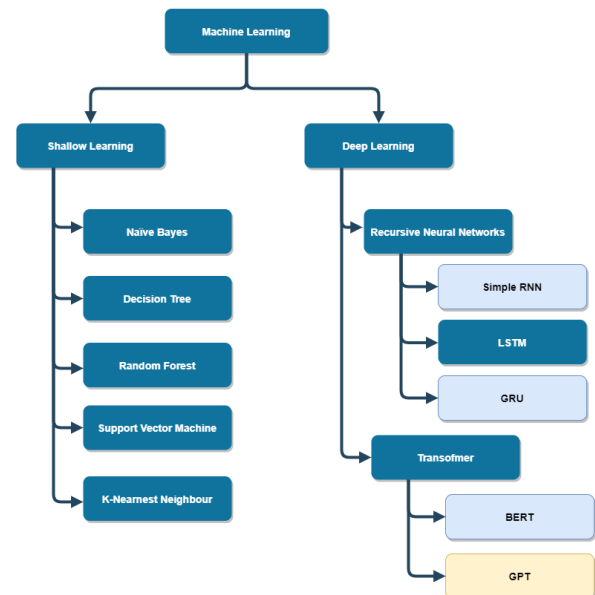 Machine Learning
Shallow Learning
Deep Learning
Naïve Bayes
Decision Tree
Random Forest
Support Vector Machine
K-Nearnest Neighbour
Recursive Neural Networks
Simple RNN
LSTM
GRU
Transofmer
BERT
GPT